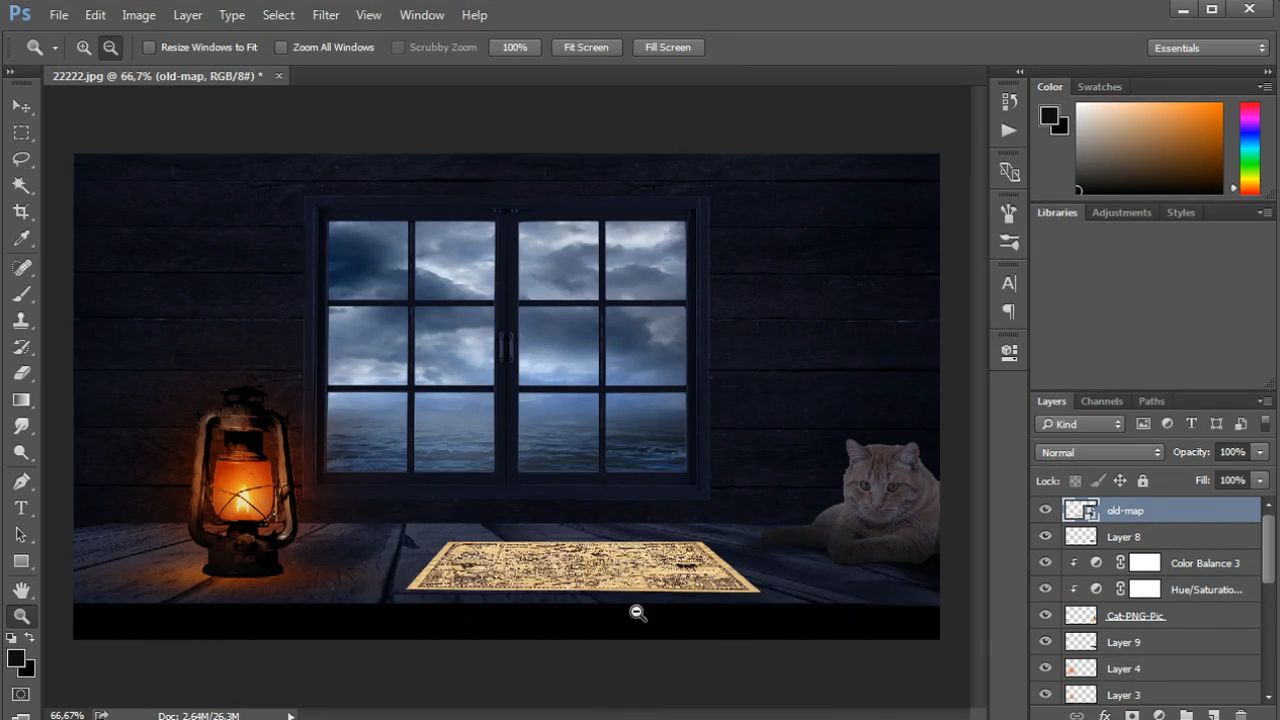 Ps File Edit Image Layer Type Select Filter View Window Help
Resize Windows to Fit Zoom All Windows Scrubby Zoom 100% Fit Screen Fill Screen Essentials
22222.jpg @ 66,7% (old-map, RGB/8#) * ×
Color Swatches
Libraries Adjustments Styles
Layers Channels Paths
Kind
Normal Opacity: 100%
Lock: Fill: 100%
old-map
Layer 8
Color Balance 3
Hue/Saturatio...
Cat-PNG-Pic
Layer 9
Layer 4
Layer 3
66,67% Doc: 2,64M/26,3M